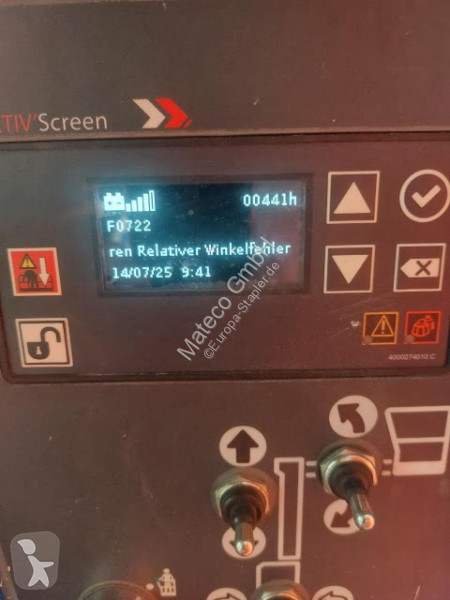 TIV'Screen
00441h
F0722
ren Relativer Winkelfehler
14/07/25 9:41
4000274610 C
Mateco GmbH
©Europa-Stapler.de